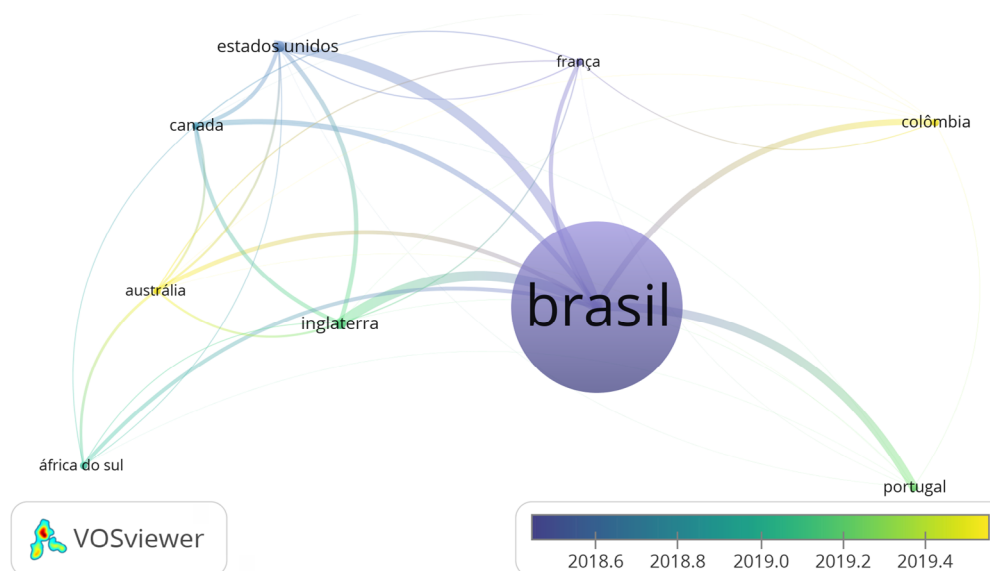 estados unidos
frança
canada
colômbia
austrália
brasil
inglaterra
áfrica do sul
portugal
VOSviewer
2018.6 2018.8 2019.0 2019.2 2019.4